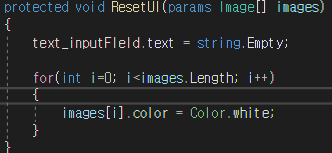 protected void ResetUI(params Image[] images)
{
text_inputField.text = string.Empty;
for(int i=0; i<images.Length; i++)
{
images[i].color = Color.white;
}
}